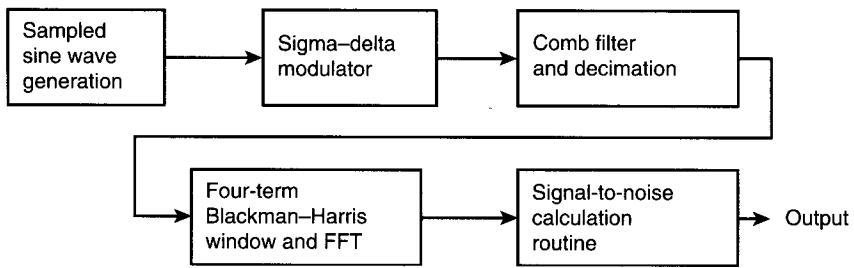 Sampled
sine wave
generation
Sigma–delta
modulator
Comb filter
and decimation
Four-term
Blackman–Harris
window and FFT
Signal-to-noise
calculation
routine
Output